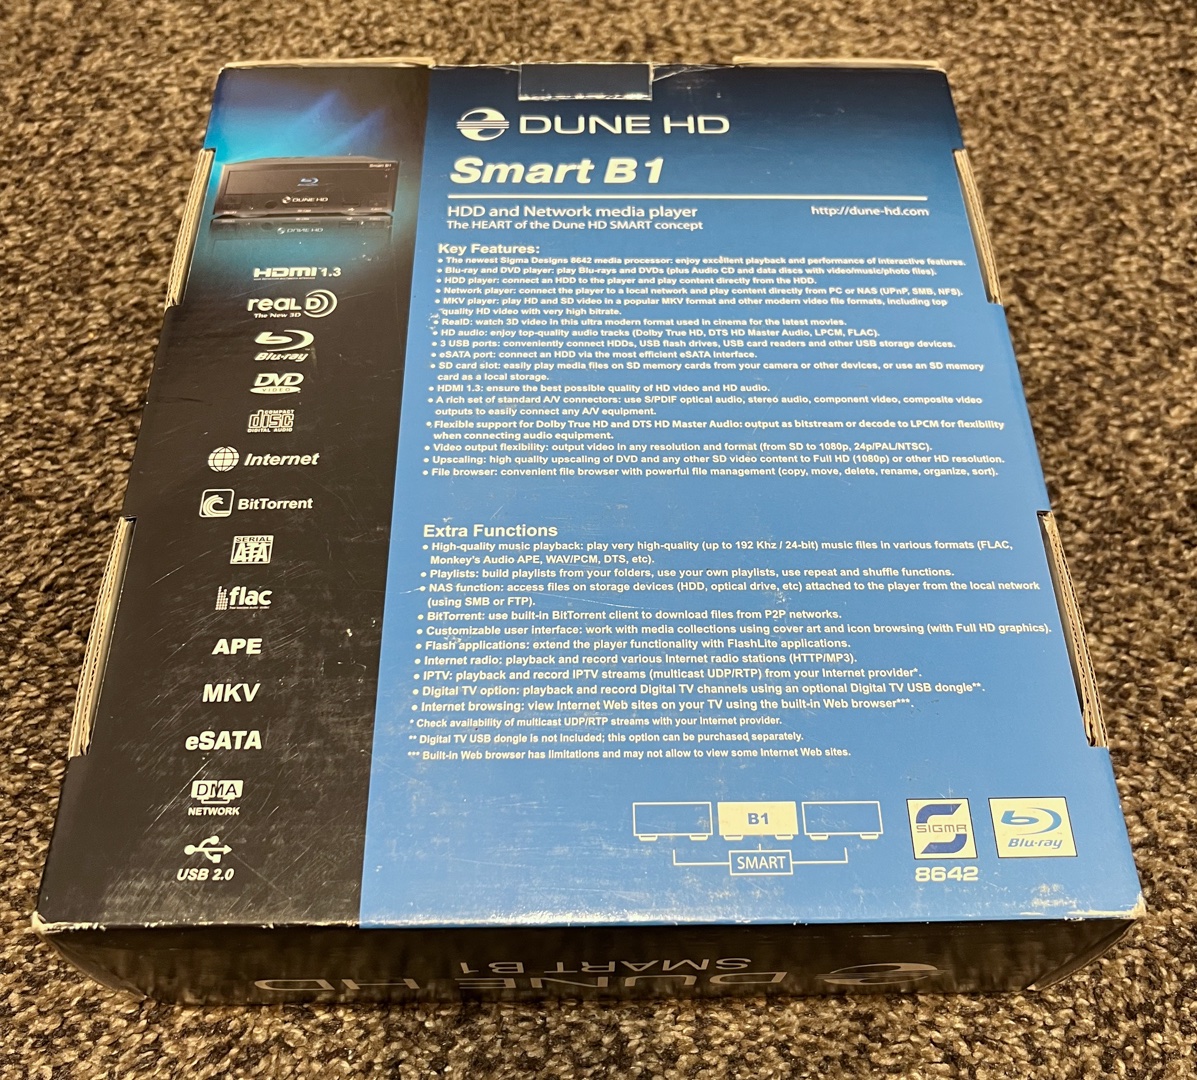 DUNE HD
Smart B1
HDD and Network media player
http://dune-hd.com
The HEART of the Dune HD SMART concept
Key Features:
• The newest Sigma Designs 8642 media processor: enjoy excellent playback and performance of interactive features.
• Blu-ray and DVD player: play Blu-rays and DVDs (plus Audio CD and data discs with video/music/photo files).
• HDD player: connect an HDD to the player and play content directly from the HDD.
• Network player: connect the player to a local network and play content directly from PC or NAS (UPnP, SMB, NFS).
• MKV player: play HD and SD video in a popular MKV format and other modern video file formats, including top
quality HD video with very high bitrate.
• RealD: watch 3D video in this ultra modern format used in cinema for the latest movies.
• HD audio: enjoy top-quality audio tracks (Dolby True HD, DTS HD Master Audio, LPCM, FLAC).
• 3 USB ports: conveniently connect HDDs, USB flash drives, USB card readers and other USB storage devices.
• eSATA port: connect an HDD via the most efficient eSATA interface.
• SD card slot: easily play media files on SD memory cards from your camera or other devices, or use an SD memory
card as a local storage.
• HDMI 1.3: ensure the best possible quality of HD video and HD audio.
• A rich set of standard A/V connectors: use S/PDIF optical audio, stereo audio, component video, composite video
outputs to easily connect any A/V equipment.
• Flexible support for Dolby True HD and DTS HD Master Audio: output as bitstream or decode to LPCM for flexibility
when connecting audio equipment.
• Video output flexibility: output video in any resolution and format (from SD to 1080p, 24p/PAL/NTSC).
• Upscaling: high quality upscaling of DVD and any other SD video content to Full HD (1080p) or other HD resolution.
• File browser: convenient file browser with powerful file management (copy, move, delete, rename, organize, sort).
Extra Functions
• High-quality music playback: play very high-quality (up to 192 Khz / 24-bit) music files in various formats (FLAC,
Monkey's Audio APE, WAV/PCM, DTS, etc).
• Playlists: build playlists from your folders, use your own playlists, use repeat and shuffle functions.
• NAS function: access files on storage devices (HDD, optical drive, etc) attached to the player from the local network
(using SMB or FTP).
• BitTorrent: use built-in BitTorrent client to download files from P2P networks.
• Customizable user interface: work with media collections using cover art and icon browsing (with Full HD graphics).
• Flash applications: extend the player functionality with FlashLite applications.
• Internet radio: playback and record various Internet radio stations (HTTP/MP3).
• IPTV: playback and record IPTV streams (multicast UDP/RTP) from your Internet provider*.
• Digital TV option: playback and record Digital TV channels using an optional Digital TV USB dongle**.
• Internet browsing: view Internet Web sites on your TV using the built-in Web browser***.
* Check availability of multicast UDP/RTP streams with your Internet provider.
** Digital TV USB dongle is not included; this option can be purchased separately.
*** Built-in Web browser has limitations and may not allow to view some Internet Web sites.
B1
SMART
SIGMA
8642
Blu-ray
Smart B1
DUNE HD
HDMI 1.3
REAL D
The New 3D
Blu-ray
DVD
VIDEO
COMPACT
disc
DIGITAL AUDIO
Internet
BitTorrent
SERIAL
ATA
flac
APE
MKV
eSATA
DMA
NETWORK
USB 2.0
DUNE HD
SMART B1